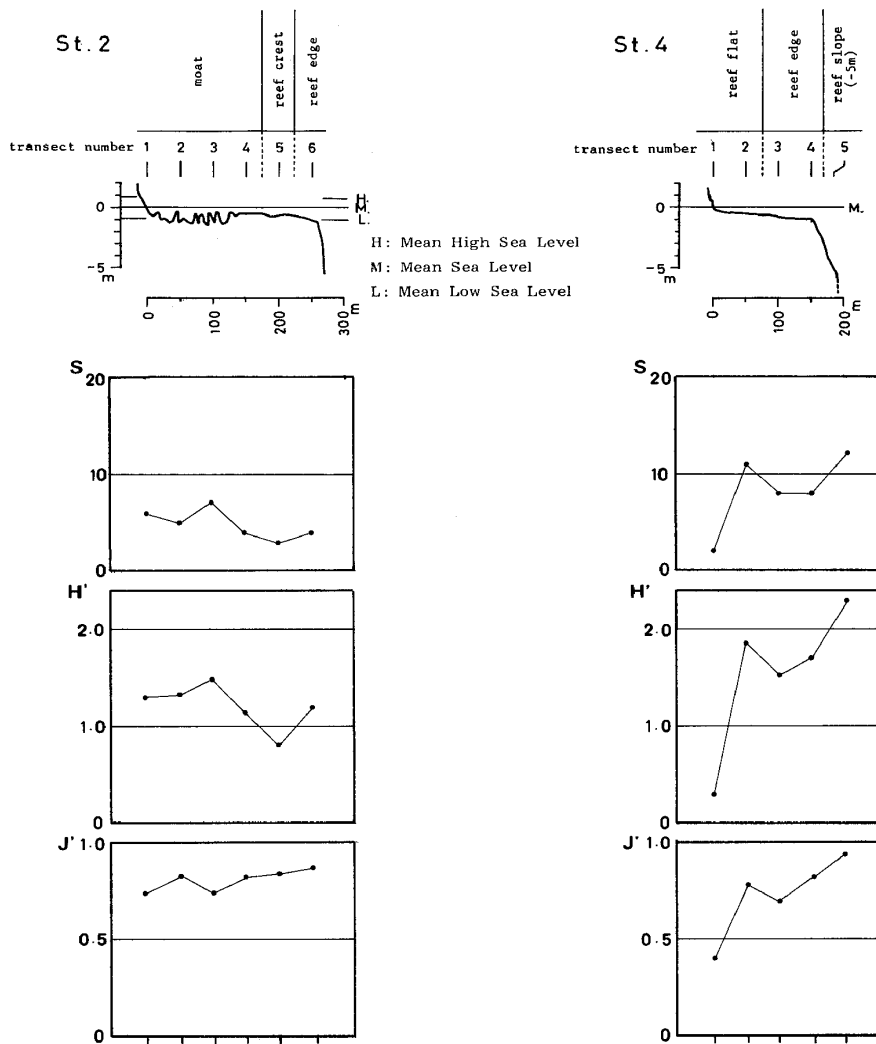 St.2
moat
reef crest
reef edge
transect number 1 2 3 4 5 6
0
-5
m
H.
M.
L.
0 100 200 300 m
H: Mean High Sea Level
M: Mean Sea Level
L: Mean Low Sea Level
St.4
reef flat
reef edge
reef slope
(-5m)
transect number 1 2 3 4 5
0
-5
m
M.
0 100 200 m
S
20
10
0
H'
2.0
1.0
0
J'
1.0
0.5
0
S
20
10
0
H'
2.0
1.0
0
J'
1.0
0.5
0